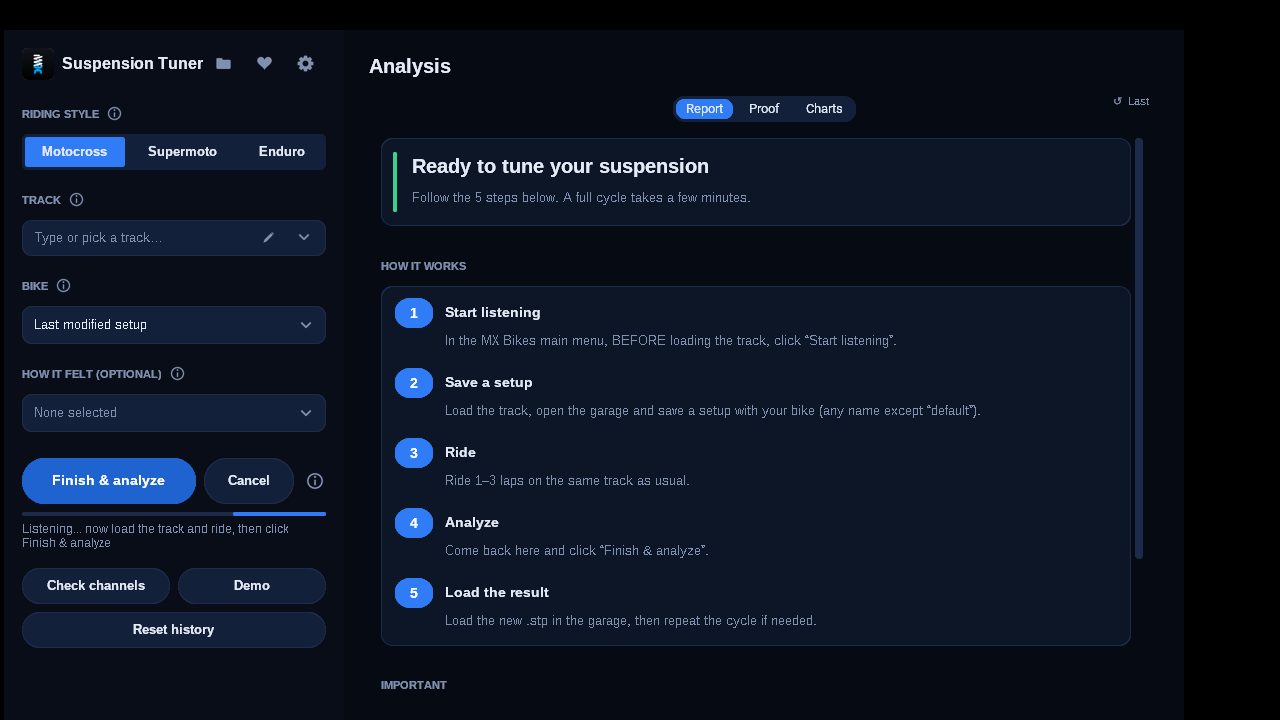 Suspension Tuner
RIDING STYLE
Motocross
Supermoto
Enduro
TRACK
Type or pick a track...
BIKE
Last modified setup
HOW IT FELT (OPTIONAL)
None selected
Finish & analyze
Cancel
Listening... now load the track and ride, then click
Finish & analyze
Check channels
Demo
Reset history
Analysis
Report
Proof
Charts
↺ Last
Ready to tune your suspension
Follow the 5 steps below. A full cycle takes a few minutes.
HOW IT WORKS
1
Start listening
In the MX Bikes main menu, BEFORE loading the track, click “Start listening”.
2
Save a setup
Load the track, open the garage and save a setup with your bike (any name except “default”).
3
Ride
Ride 1–3 laps on the same track as usual.
4
Analyze
Come back here and click “Finish & analyze”.
5
Load the result
Load the new .stp in the garage, then repeat the cycle if needed.
IMPORTANT